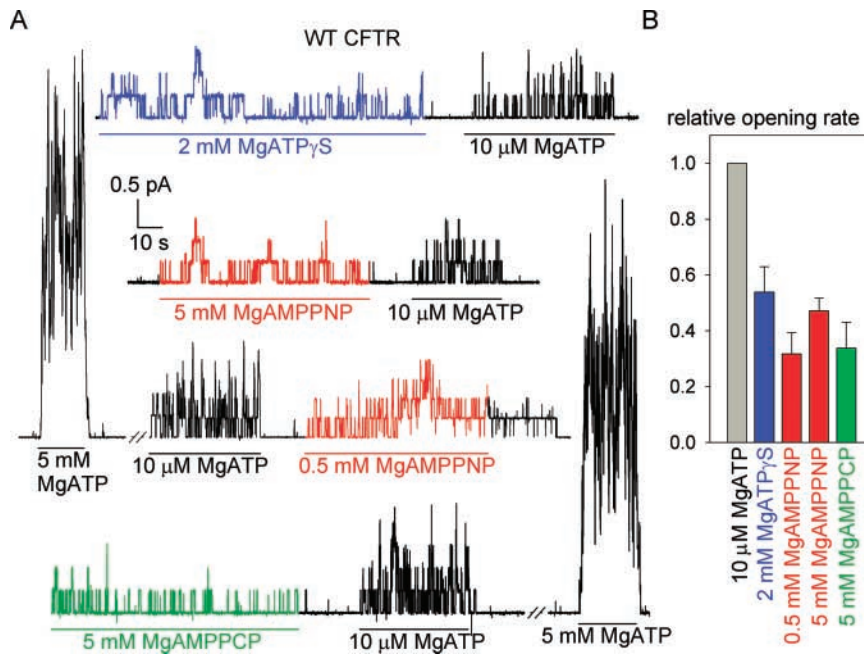 A
WT CFTR
2 mM MgATPγS
10 μM MgATP
0.5 pA
10 s
5 mM MgAMPPNP
10 μM MgATP
5 mM
MgATP
10 μM MgATP
0.5 mM MgAMPPNP
5 mM MgAMPPCP
10 μM MgATP
5 mM MgATP
B
relative opening rate
1.0
0.8
0.6
0.4
0.2
0.0
10 μM MgATP
2 mM MgATPγS
0.5 mM MgAMPPNP
5 mM MgAMPPNP
5 mM MgAMPPCP